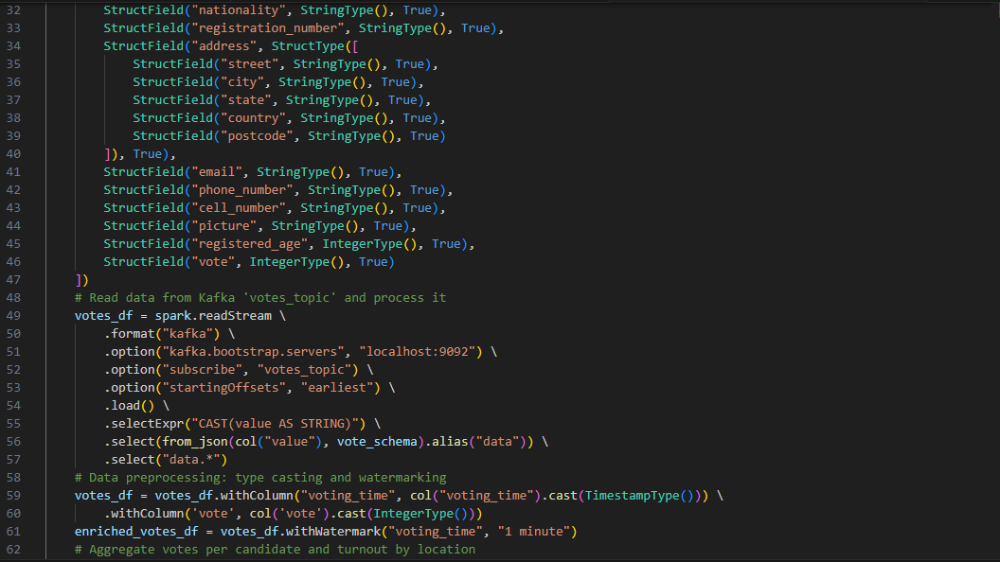 32 StructField("nationality", StringType(), True),
33 StructField("registration_number", StringType(), True),
34 StructField("address", StructType([
35 StructField("street", StringType(), True),
36 StructField("city", StringType(), True),
37 StructField("state", StringType(), True),
38 StructField("country", StringType(), True),
39 StructField("postcode", StringType(), True)
40 ]), True),
41 StructField("email", StringType(), True),
42 StructField("phone_number", StringType(), True),
43 StructField("cell_number", StringType(), True),
44 StructField("picture", StringType(), True),
45 StructField("registered_age", IntegerType(), True),
46 StructField("vote", IntegerType(), True)
47 ])
48 # Read data from Kafka 'votes_topic' and process it
49 votes_df = spark.readStream \
50 .format("kafka") \
51 .option("kafka.bootstrap.servers", "localhost:9092") \
52 .option("subscribe", "votes_topic") \
53 .option("startingOffsets", "earliest") \
54 .load() \
55 .selectExpr("CAST(value AS STRING)") \
56 .select(from_json(col("value"), vote_schema).alias("data")) \
57 .select("data.*")
58 # Data preprocessing: type casting and watermarking
59 votes_df = votes_df.withColumn("voting_time", col("voting_time").cast(TimestampType())) \
60 .withColumn('vote', col('vote').cast(IntegerType()))
61 enriched_votes_df = votes_df.withWatermark("voting_time", "1 minute")
62 # Aggregate votes per candidate and turnout by location